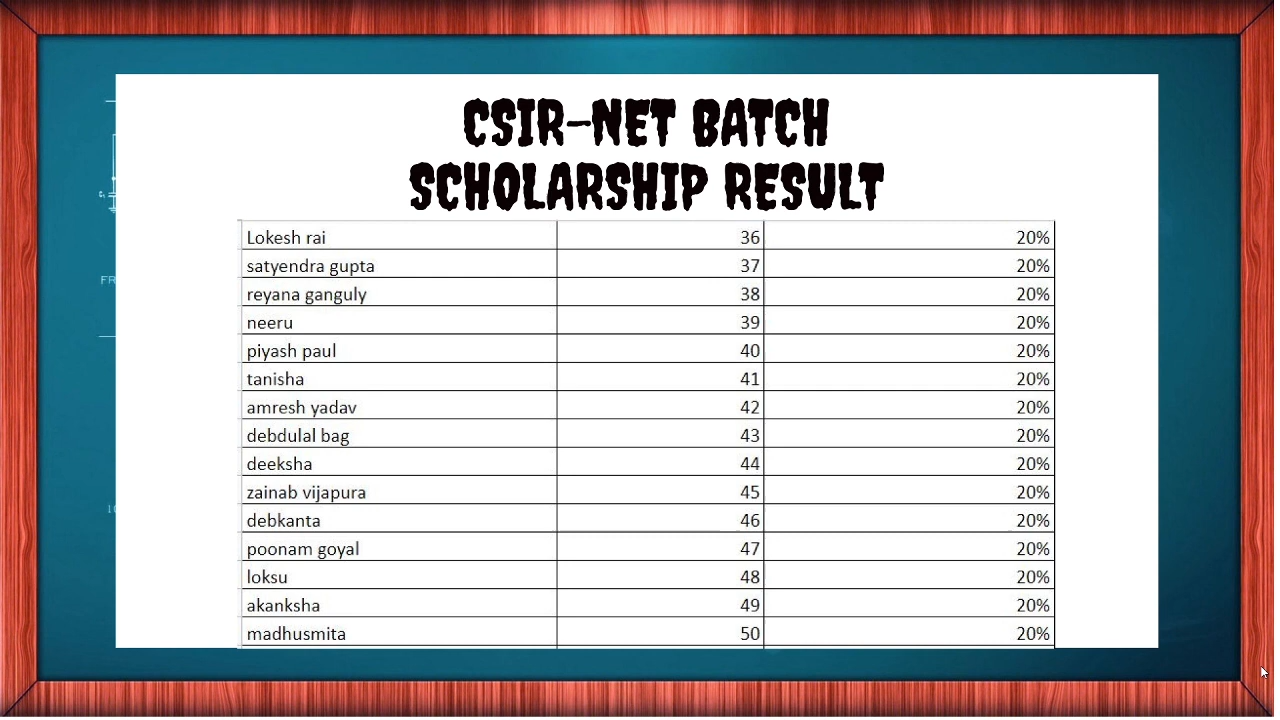 CSIR-NET BATCH
SCHOLARSHIP RESULT
Lokesh rai 36 20%
satyendra gupta 37 20%
reyana ganguly 38 20%
neeru 39 20%
piyash paul 40 20%
tanisha 41 20%
amresh yadav 42 20%
debdulal bag 43 20%
deeksha 44 20%
zainab vijapura 45 20%
debkanta 46 20%
poonam goyal 47 20%
loksu 48 20%
akanksha 49 20%
madhusmita 50 20%